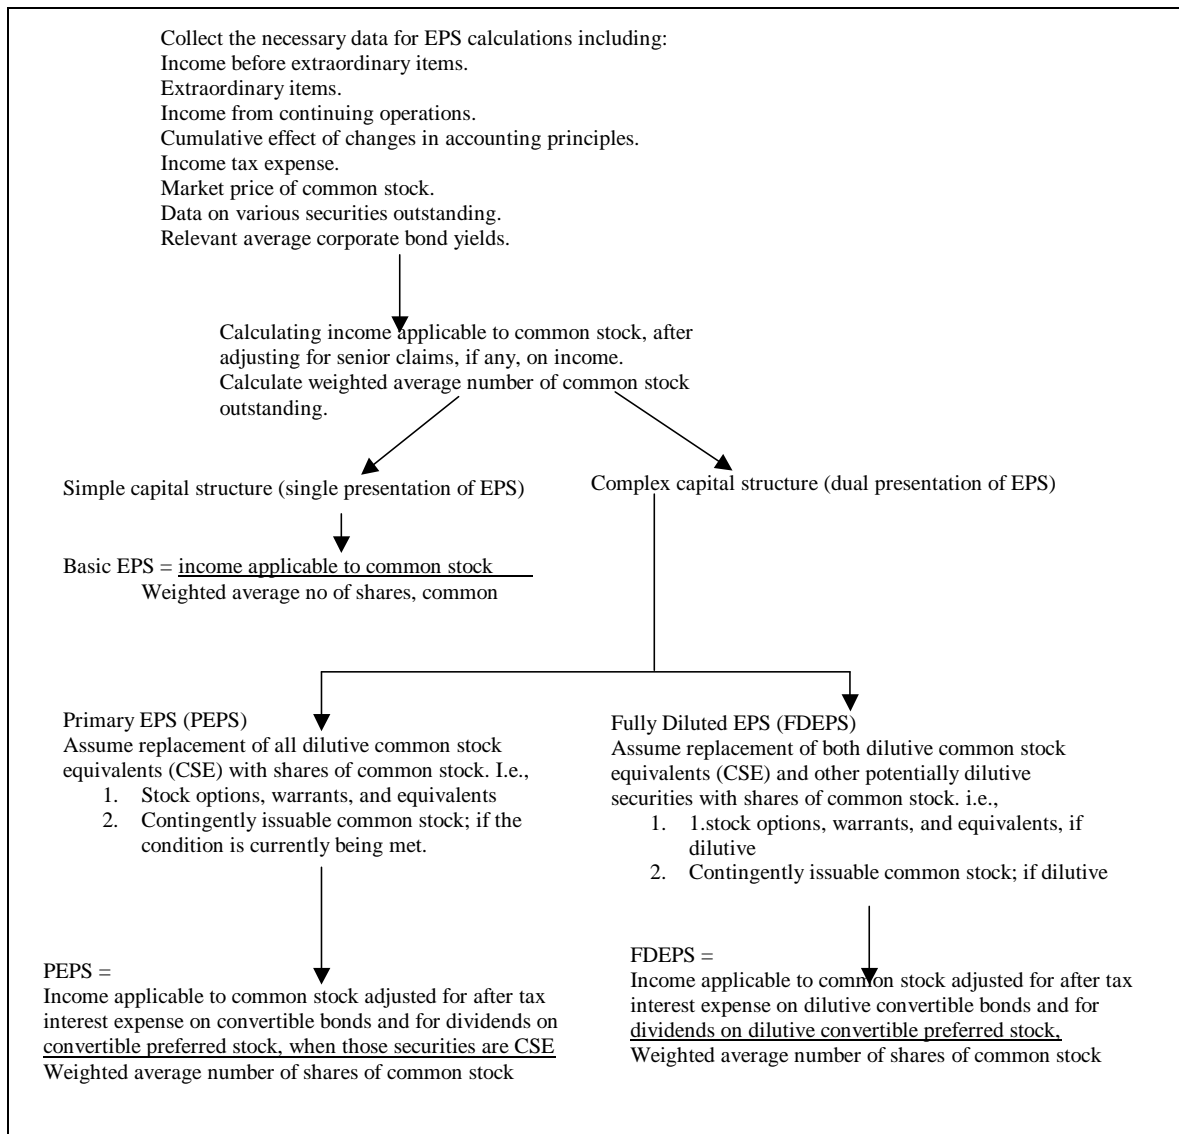 Collect the necessary data for EPS calculations including:
Income before extraordinary items.
Extraordinary items.
Income from continuing operations.
Cumulative effect of changes in accounting principles.
Income tax expense.
Market price of common stock.
Data on various securities outstanding.
Relevant average corporate bond yields.
Calculating income applicable to common stock, after
adjusting for senior claims, if any, on income.
Calculate weighted average number of common stock
outstanding.
Simple capital structure (single presentation of EPS)
Basic EPS = income applicable to common stock
Weighted average no of shares, common
Complex capital structure (dual presentation of EPS)
Primary EPS (PEPS)
Assume replacement of all dilutive common stock
equivalents (CSE) with shares of common stock. I.e.,
1. Stock options, warrants, and equivalents
2. Contingently issuable common stock; if the
condition is currently being met.
PEPS =
Income applicable to common stock adjusted for after tax
interest expense on convertible bonds and for dividends on
convertible preferred stock, when those securities are CSE
Weighted average number of shares of common stock
Fully Diluted EPS (FDEPS)
Assume replacement of both dilutive common stock
equivalents (CSE) and other potentially dilutive
securities with shares of common stock. i.e.,
1. 1.stock options, warrants, and equivalents, if
dilutive
2. Contingently issuable common stock; if dilutive
FDEPS =
Income applicable to common stock adjusted for after tax
interest expense on dilutive convertible bonds and for
dividends on dilutive convertible preferred stock,
Weighted average number of shares of common stock